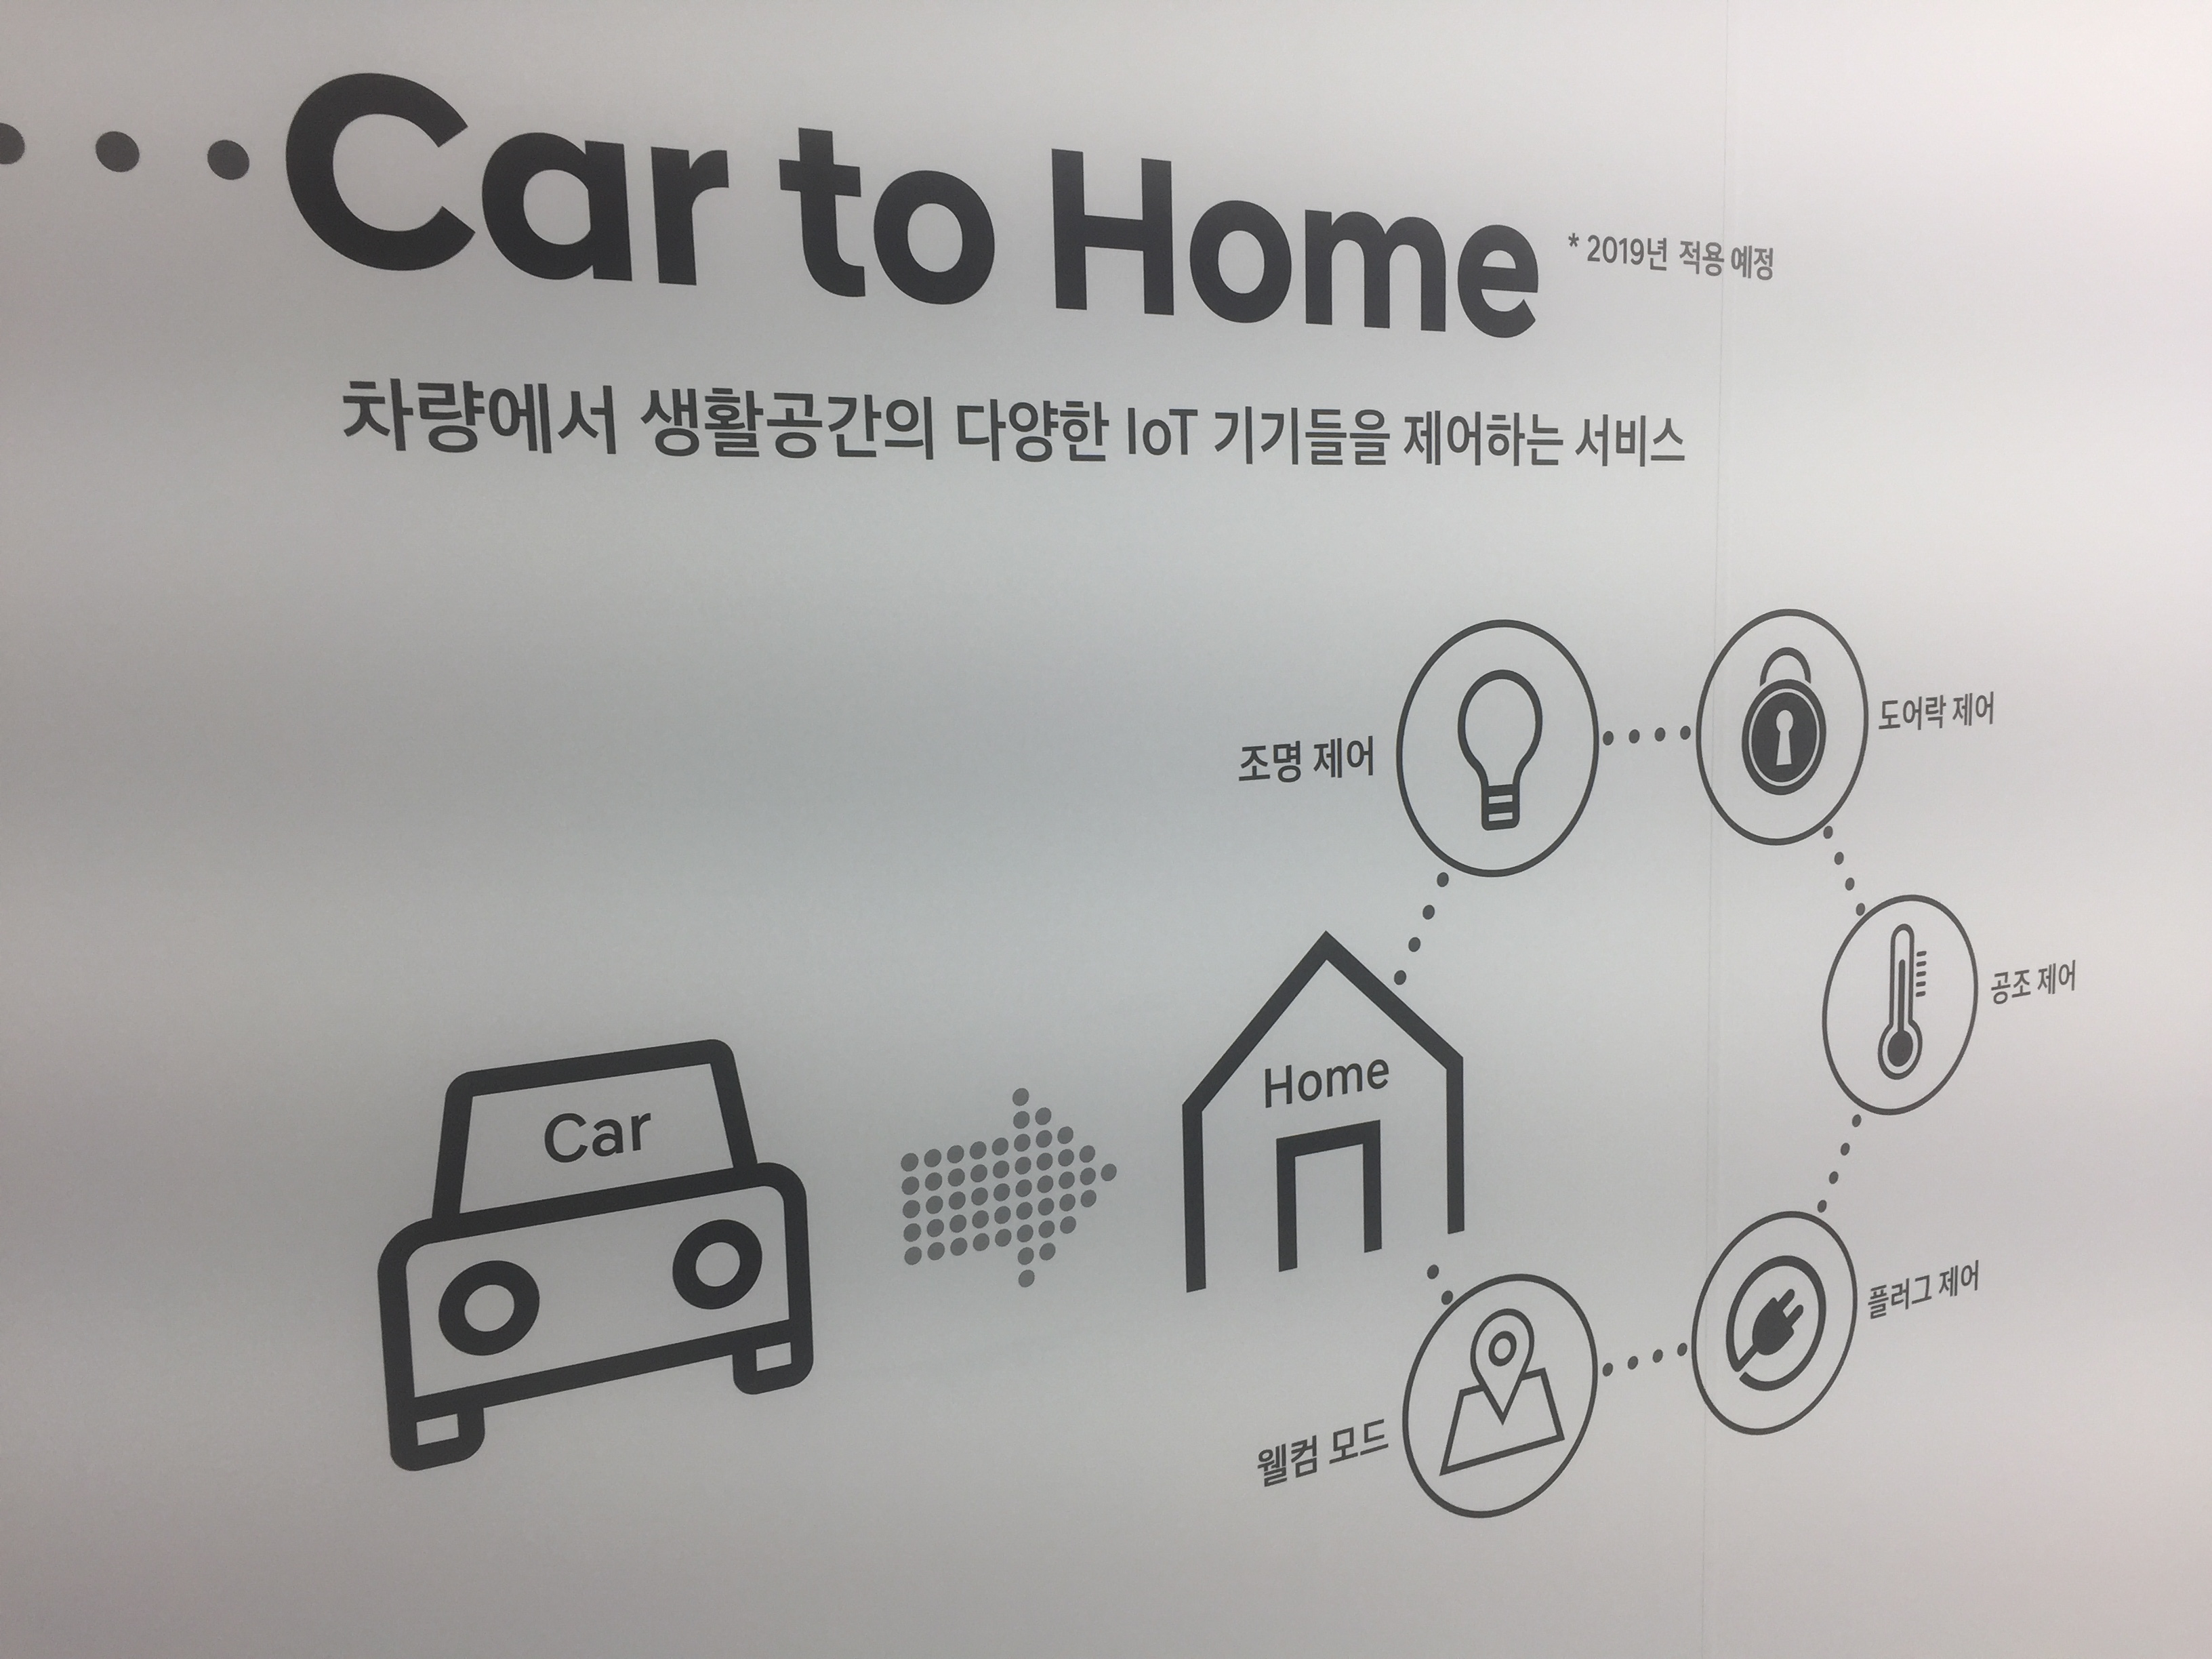 Car to Home
* 2019년 적용 예정
차량에서 생활공간의 다양한 IoT 기기들을 제어하는 서비스
조명 제어
도어락 제어
공조 제어
Home
Car
플러그 제어
웰컴 모드